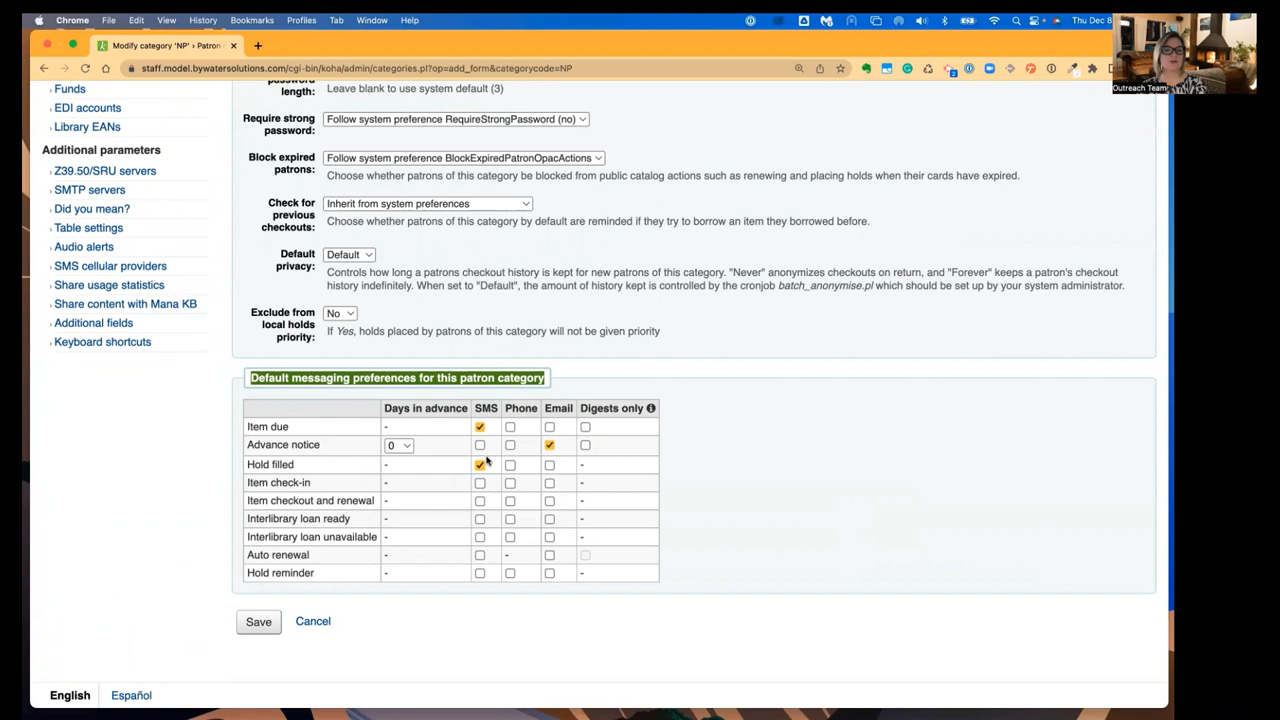 Chrome File Edit View History Bookmarks Profiles Tab Window Help Thu Dec 8
Modify category 'NP' › Patron
staff.model.bywatersolutions.com/cgi-bin/koha/admin/categories.pl?op=add_form&categorycode=NP
Outreach Team
Funds
EDI accounts
Library EANs
Additional parameters
Z39.50/SRU servers
SMTP servers
Did you mean?
Table settings
Audio alerts
SMS cellular providers
Share usage statistics
Share content with Mana KB
Additional fields
Keyboard shortcuts
password
length:
Leave blank to use system default (3)
Require strong
password:
Follow system preference RequireStrongPassword (no)
Block expired
patrons:
Follow system preference BlockExpiredPatronOpacActions
Choose whether patrons of this category be blocked from public catalog actions such as renewing and placing holds when their cards have expired.
Check for
previous
checkouts:
Inherit from system preferences
Choose whether patrons of this category by default are reminded if they try to borrow an item they borrowed before.
Default
privacy:
Default
Controls how long a patrons checkout history is kept for new patrons of this category. "Never" anonymizes checkouts on return, and "Forever" keeps a patron's checkout
history indefinitely. When set to "Default", the amount of history kept is controlled by the cronjob batch_anonymise.pl which should be set up by your system administrator.
Exclude from
local holds
priority:
No
If Yes, holds placed by patrons of this category will not be given priority
Default messaging preferences for this patron category
Days in advance SMS Phone Email Digests only
Item due -
Advance notice 0
Hold filled - -
Item check-in - -
Item checkout and renewal - -
Interlibrary loan ready - -
Interlibrary loan unavailable - -
Auto renewal - -
Hold reminder - -
Save Cancel
English Español